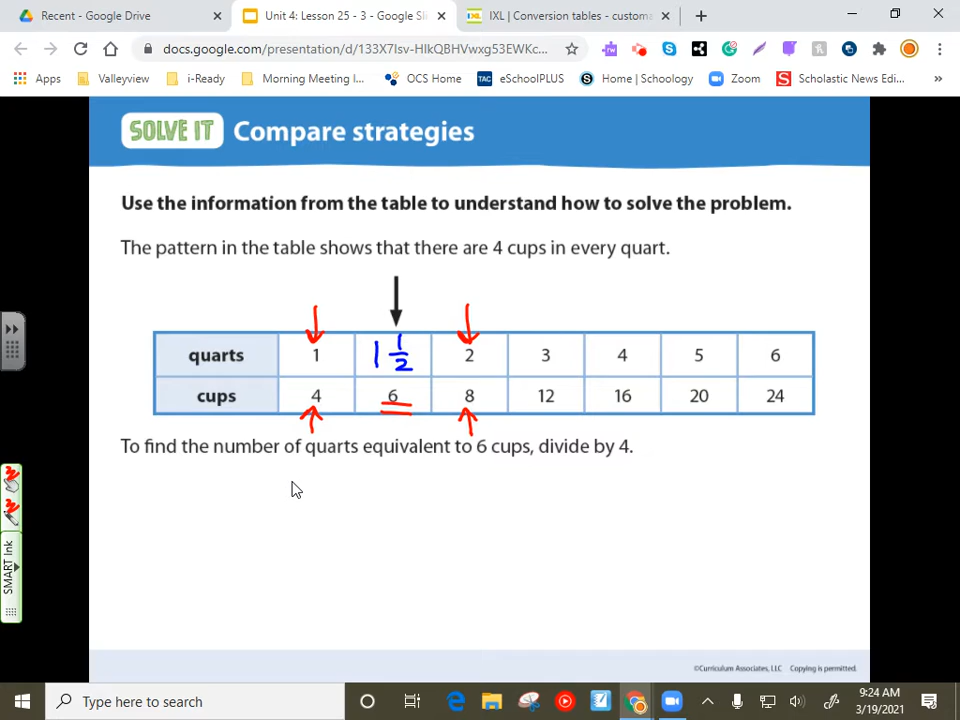 Recent - Google Drive
Unit 4: Lesson 25 - 3 - Google Sli
IXL | Conversion tables - custome
docs.google.com/presentation/d/133X7Isv-HlkQBHVwxg53EWKc...
Apps
Valleyview
i-Ready
Morning Meeting I...
OCS Home
TAC
eSchoolPLUS
Home | Schoology
Zoom
Scholastic News Edi...
SOLVE IT
Compare strategies
Use the information from the table to understand how to solve the problem.
The pattern in the table shows that there are 4 cups in every quart.
quarts 1 1 1/2 2 3 4 5 6
cups 4 6 8 12 16 20 24
To find the number of quarts equivalent to 6 cups, divide by 4.
SMART Ink
©Curriculum Associates, LLC Copying is permitted.
Type here to search
9:24 AM
3/19/2021